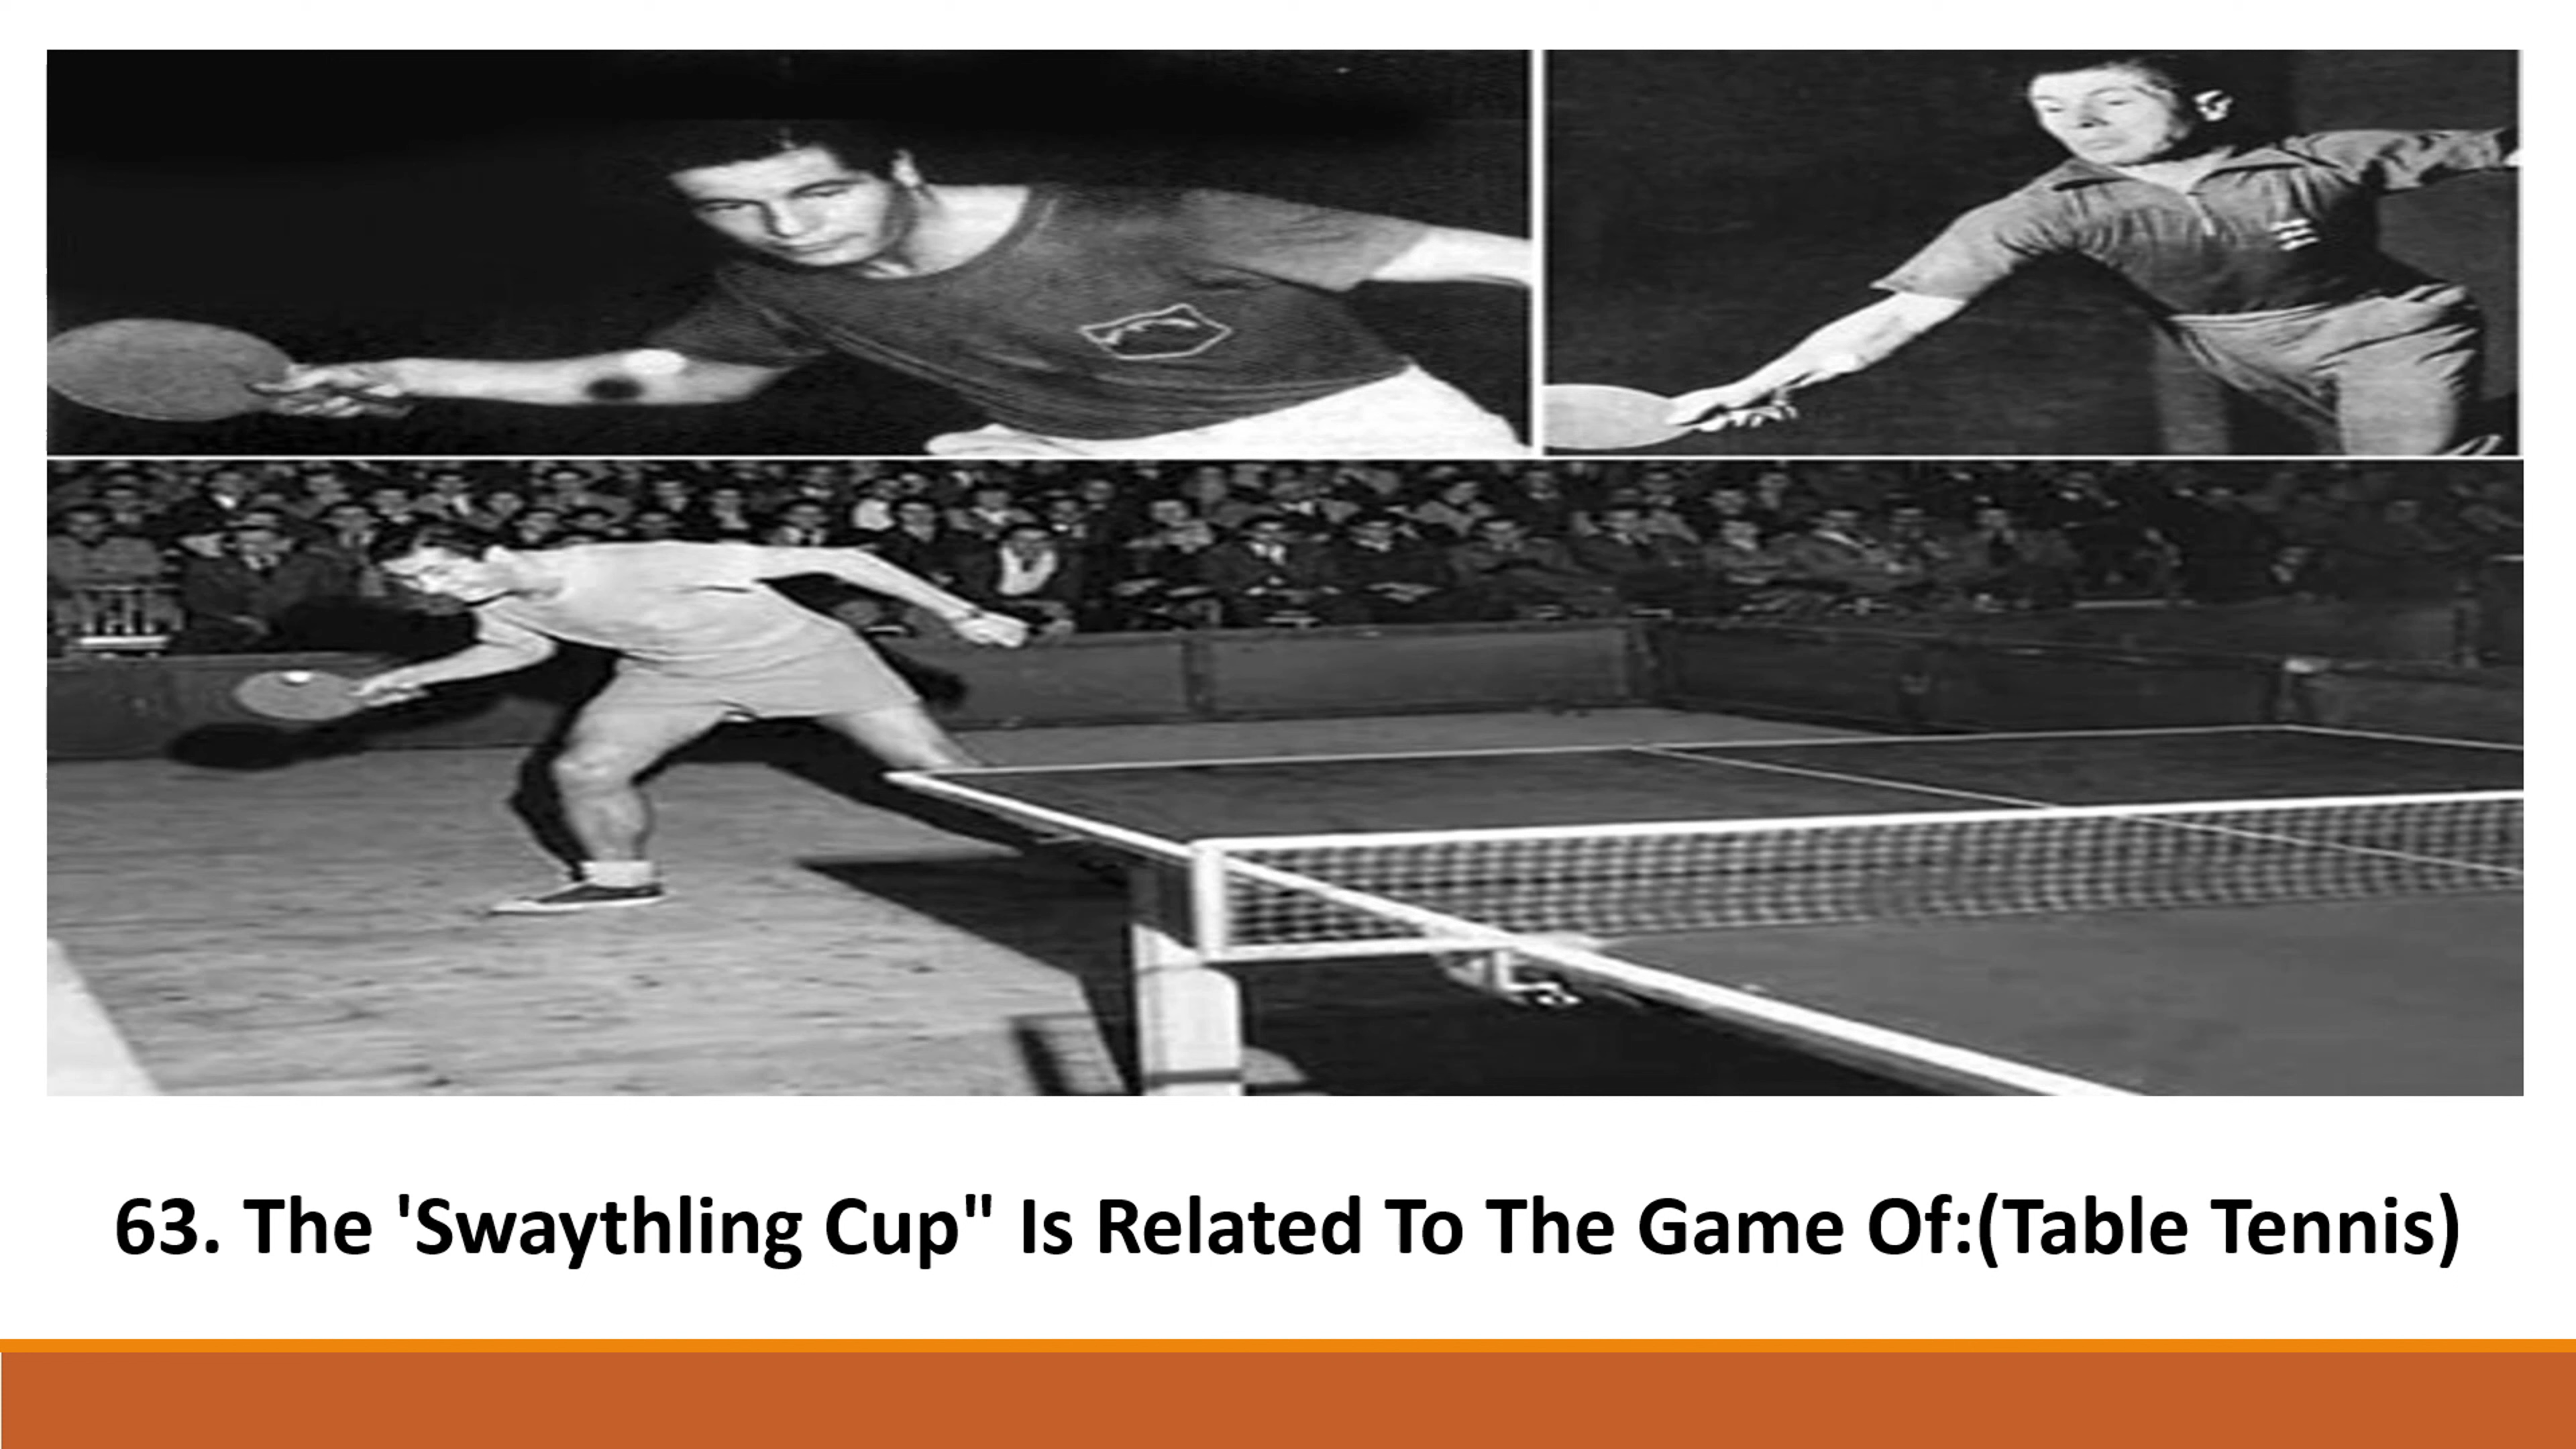 63. The 'Swaythling Cup" Is Related To The Game Of:(Table Tennis)